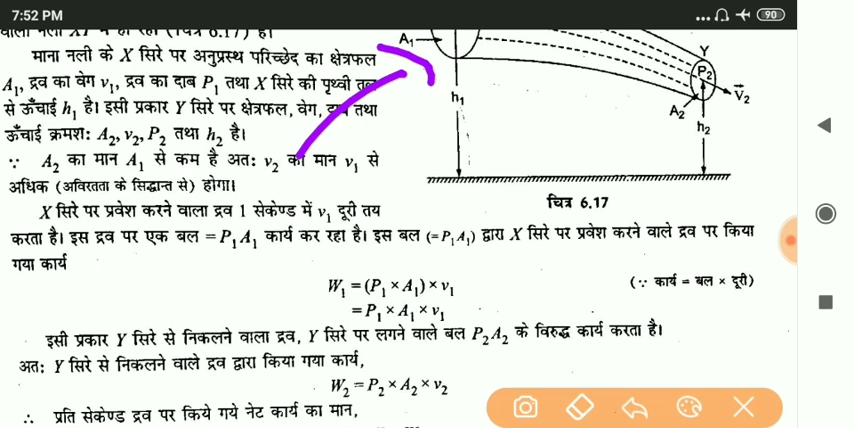 7:52 PM
90
माना नली के X सिरे पर अनुप्रस्थ परिच्छेद का क्षेत्रफल
A₁, द्रव का वेग v₁, द्रव का दाब P₁ तथा X सिरे की पृथ्वी तल
से ऊँचाई h₁ है। इसी प्रकार Y सिरे पर क्षेत्रफल, वेग, दाब तथा
ऊँचाई क्रमश: A₂, v₂, P₂ तथा h₂ है।
∵ A₂ का मान A₁ से कम है अत: v₂ का मान v₁ से
अधिक (अविरतता के सिद्धान्त से) होगा।
A₁
h₁
Y
P₂
V⃗₂
A₂
h₂
चित्र 6.17
X सिरे पर प्रवेश करने वाला द्रव 1 सेकेण्ड में v₁ दूरी तय
करता है। इस द्रव पर एक बल = P₁A₁ कार्य कर रहा है। इस बल (=P₁A₁) द्वारा X सिरे पर प्रवेश करने वाले द्रव पर किया
गया कार्य
W₁ = (P₁ × A₁) × v₁ (∵ कार्य = बल × दूरी)
= P₁ × A₁ × v₁
इसी प्रकार Y सिरे से निकलने वाला द्रव, Y सिरे पर लगने वाले बल P₂A₂ के विरुद्ध कार्य करता है।
अत: Y सिरे से निकलने वाले द्रव द्वारा किया गया कार्य,
W₂ = P₂ × A₂ × v₂
∴ प्रति सेकेण्ड द्रव पर किये गये नेट कार्य का मान,